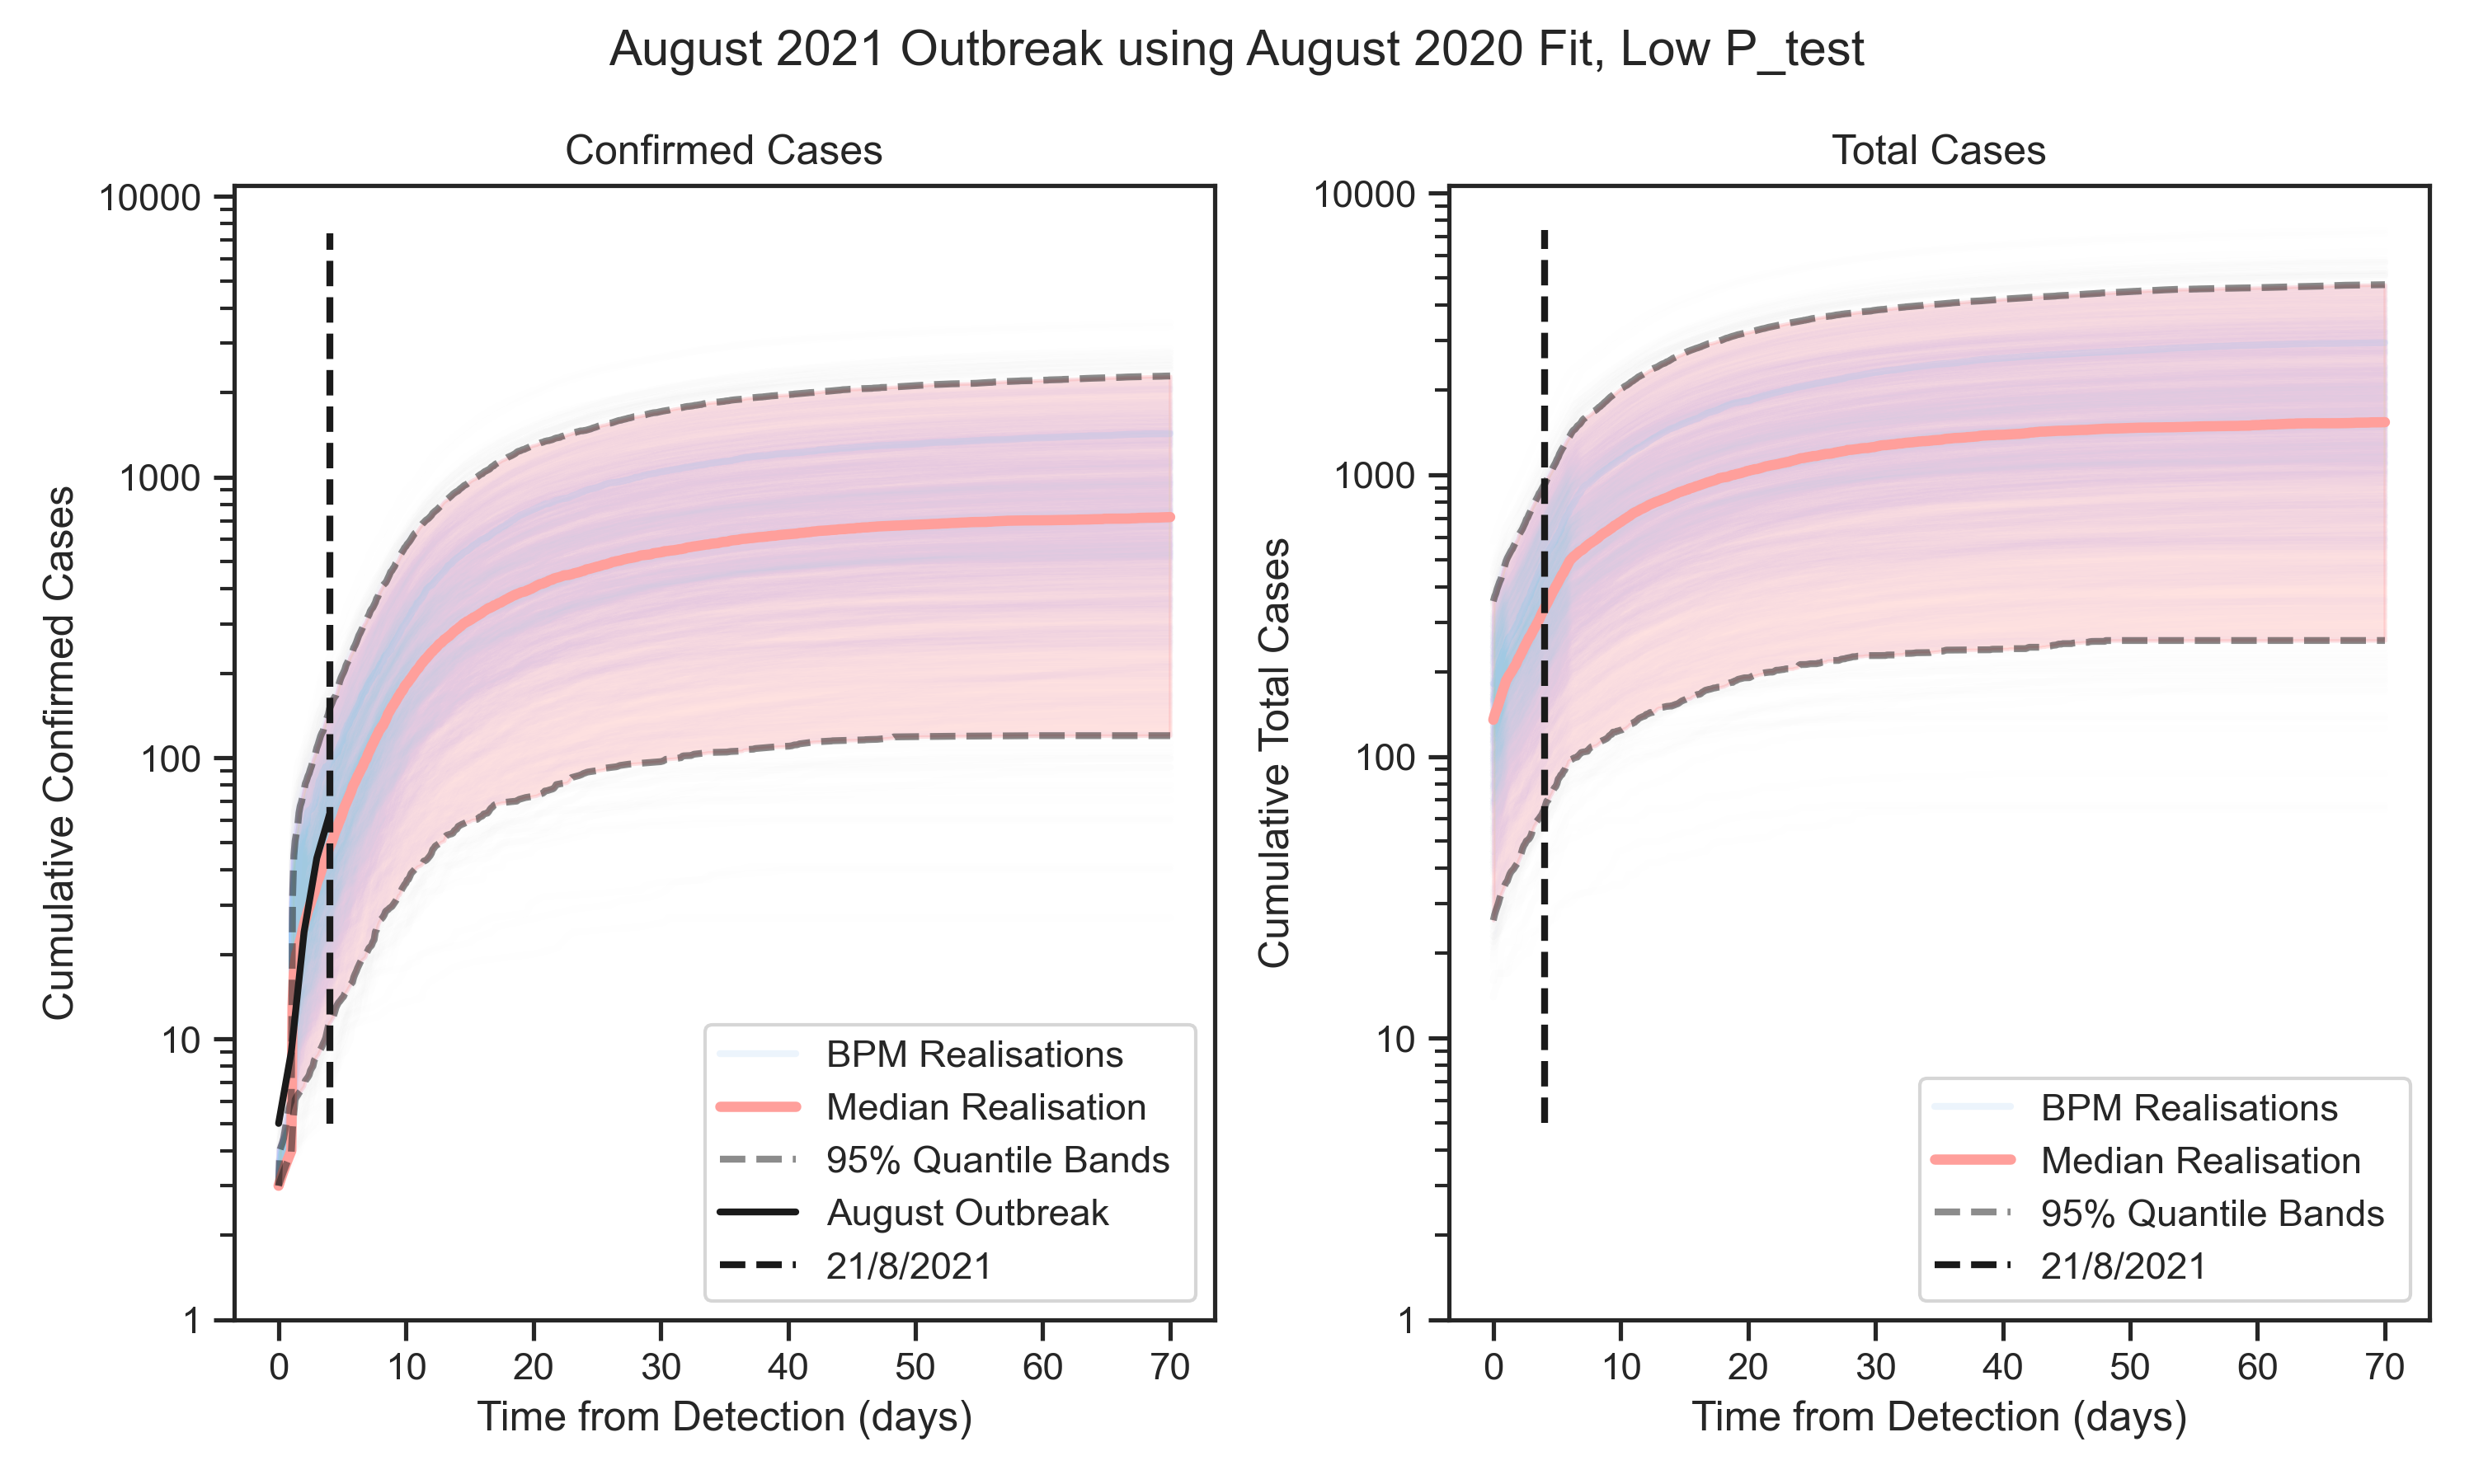 August 2021 Outbreak using August 2020 Fit, Low P_test
Confirmed Cases
Cumulative Confirmed Cases
10000
1000
100
10
1
0 10 20 30 40 50 60 70
Time from Detection (days)
BPM Realisations
Median Realisation
95% Quantile Bands
August Outbreak
21/8/2021
Total Cases
Cumulative Total Cases
10000
1000
100
10
1
0 10 20 30 40 50 60 70
Time from Detection (days)
BPM Realisations
Median Realisation
95% Quantile Bands
21/8/2021